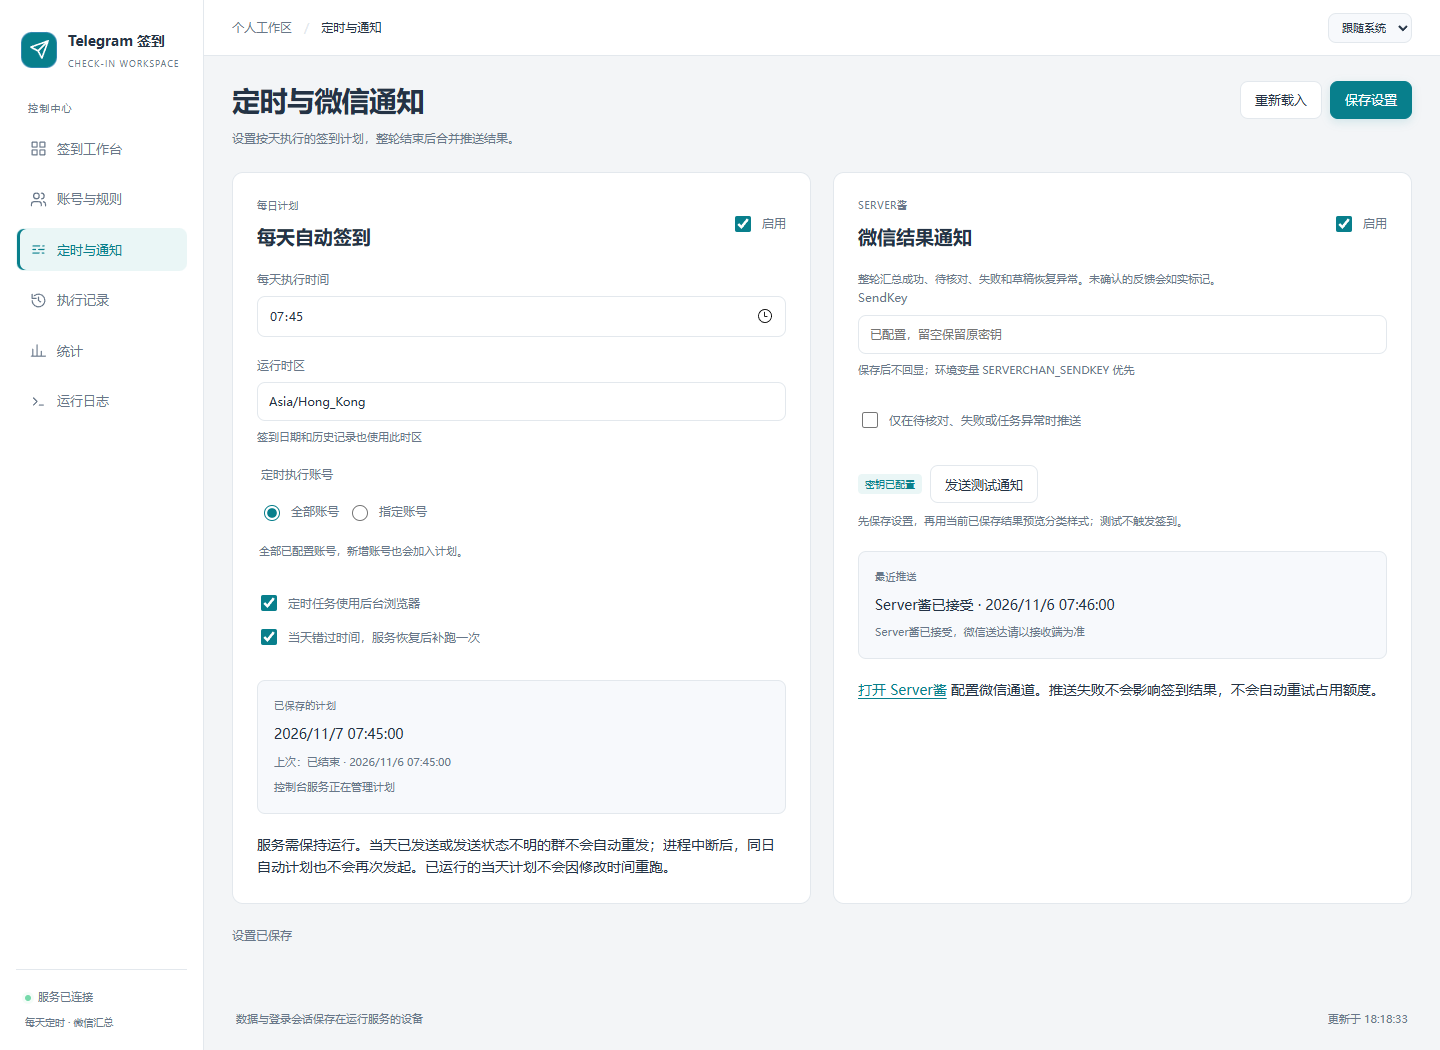 Telegram 签到
CHECK-IN WORKSPACE
控制中心
签到工作台
账号与规则
定时与通知
执行记录
统计
运行日志
服务已连接
每天定时 · 微信汇总
个人工作区 / 定时与通知
跟随系统
定时与微信通知
设置按天执行的签到计划，整轮结束后合并推送结果。
重新载入
保存设置
每日计划
每天自动签到
启用
每天执行时间
07:45
运行时区
Asia/Hong_Kong
签到日期和历史记录也使用此时区
定时执行账号
全部账号
指定账号
全部已配置账号，新增账号也会加入计划。
定时任务使用后台浏览器
当天错过时间，服务恢复后补跑一次
已保存的计划
2026/11/7 07:45:00
上次：已结束 · 2026/11/6 07:45:00
控制台服务正在管理计划
服务需保持运行。当天已发送或发送状态不明的群不会自动重发；进程中断后，同日
自动计划也不会再次发起。已运行的当天计划不会因修改时间重跑。
SERVER酱
微信结果通知
启用
整轮汇总成功、待核对、失败和草稿恢复异常。未确认的反馈会如实标记。
SendKey
已配置，留空保留原密钥
保存后不回显；环境变量 SERVERCHAN_SENDKEY 优先
仅在待核对、失败或任务异常时推送
密钥已配置
发送测试通知
先保存设置，再用当前已保存结果预览分类样式；测试不触发签到。
最近推送
Server酱已接受 · 2026/11/6 07:46:00
Server酱已接受，微信送达请以接收端为准
打开 Server酱 配置微信通道。推送失败不会影响签到结果，不会自动重试占用额度。
设置已保存
数据与登录会话保存在运行服务的设备
更新于 18:18:33